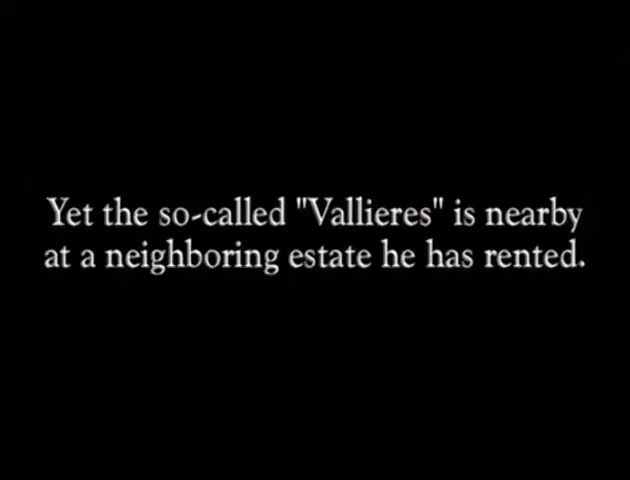 Yet the so-called "Vallieres" is nearby
at a neighboring estate he has rented.